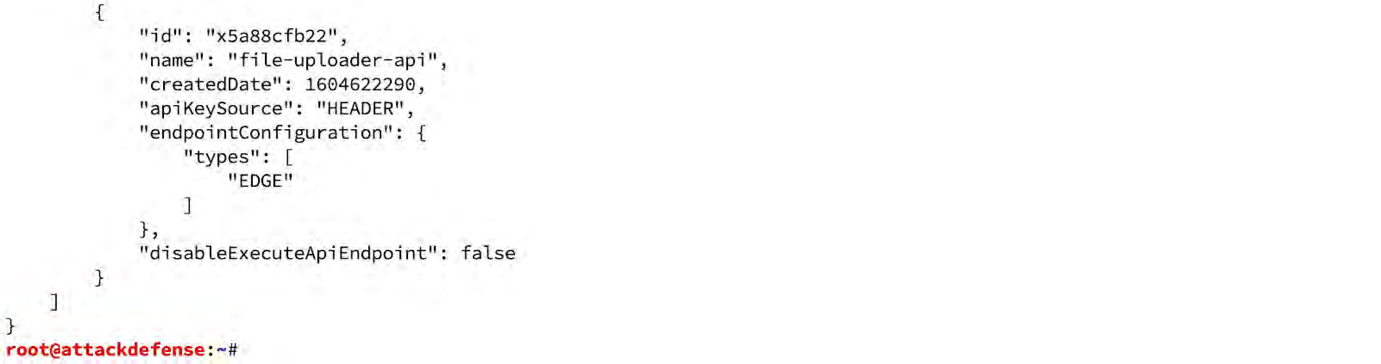 {
"id": "x5a88cfb22",
"name": "file-uploader-api",
"createdDate": 1604622290,
"apiKeySource": "HEADER",
"endpointConfiguration": {
"types": [
"EDGE"
]
},
"disableExecuteApiEndpoint": false
}
]
}
root@attackdefense:~#